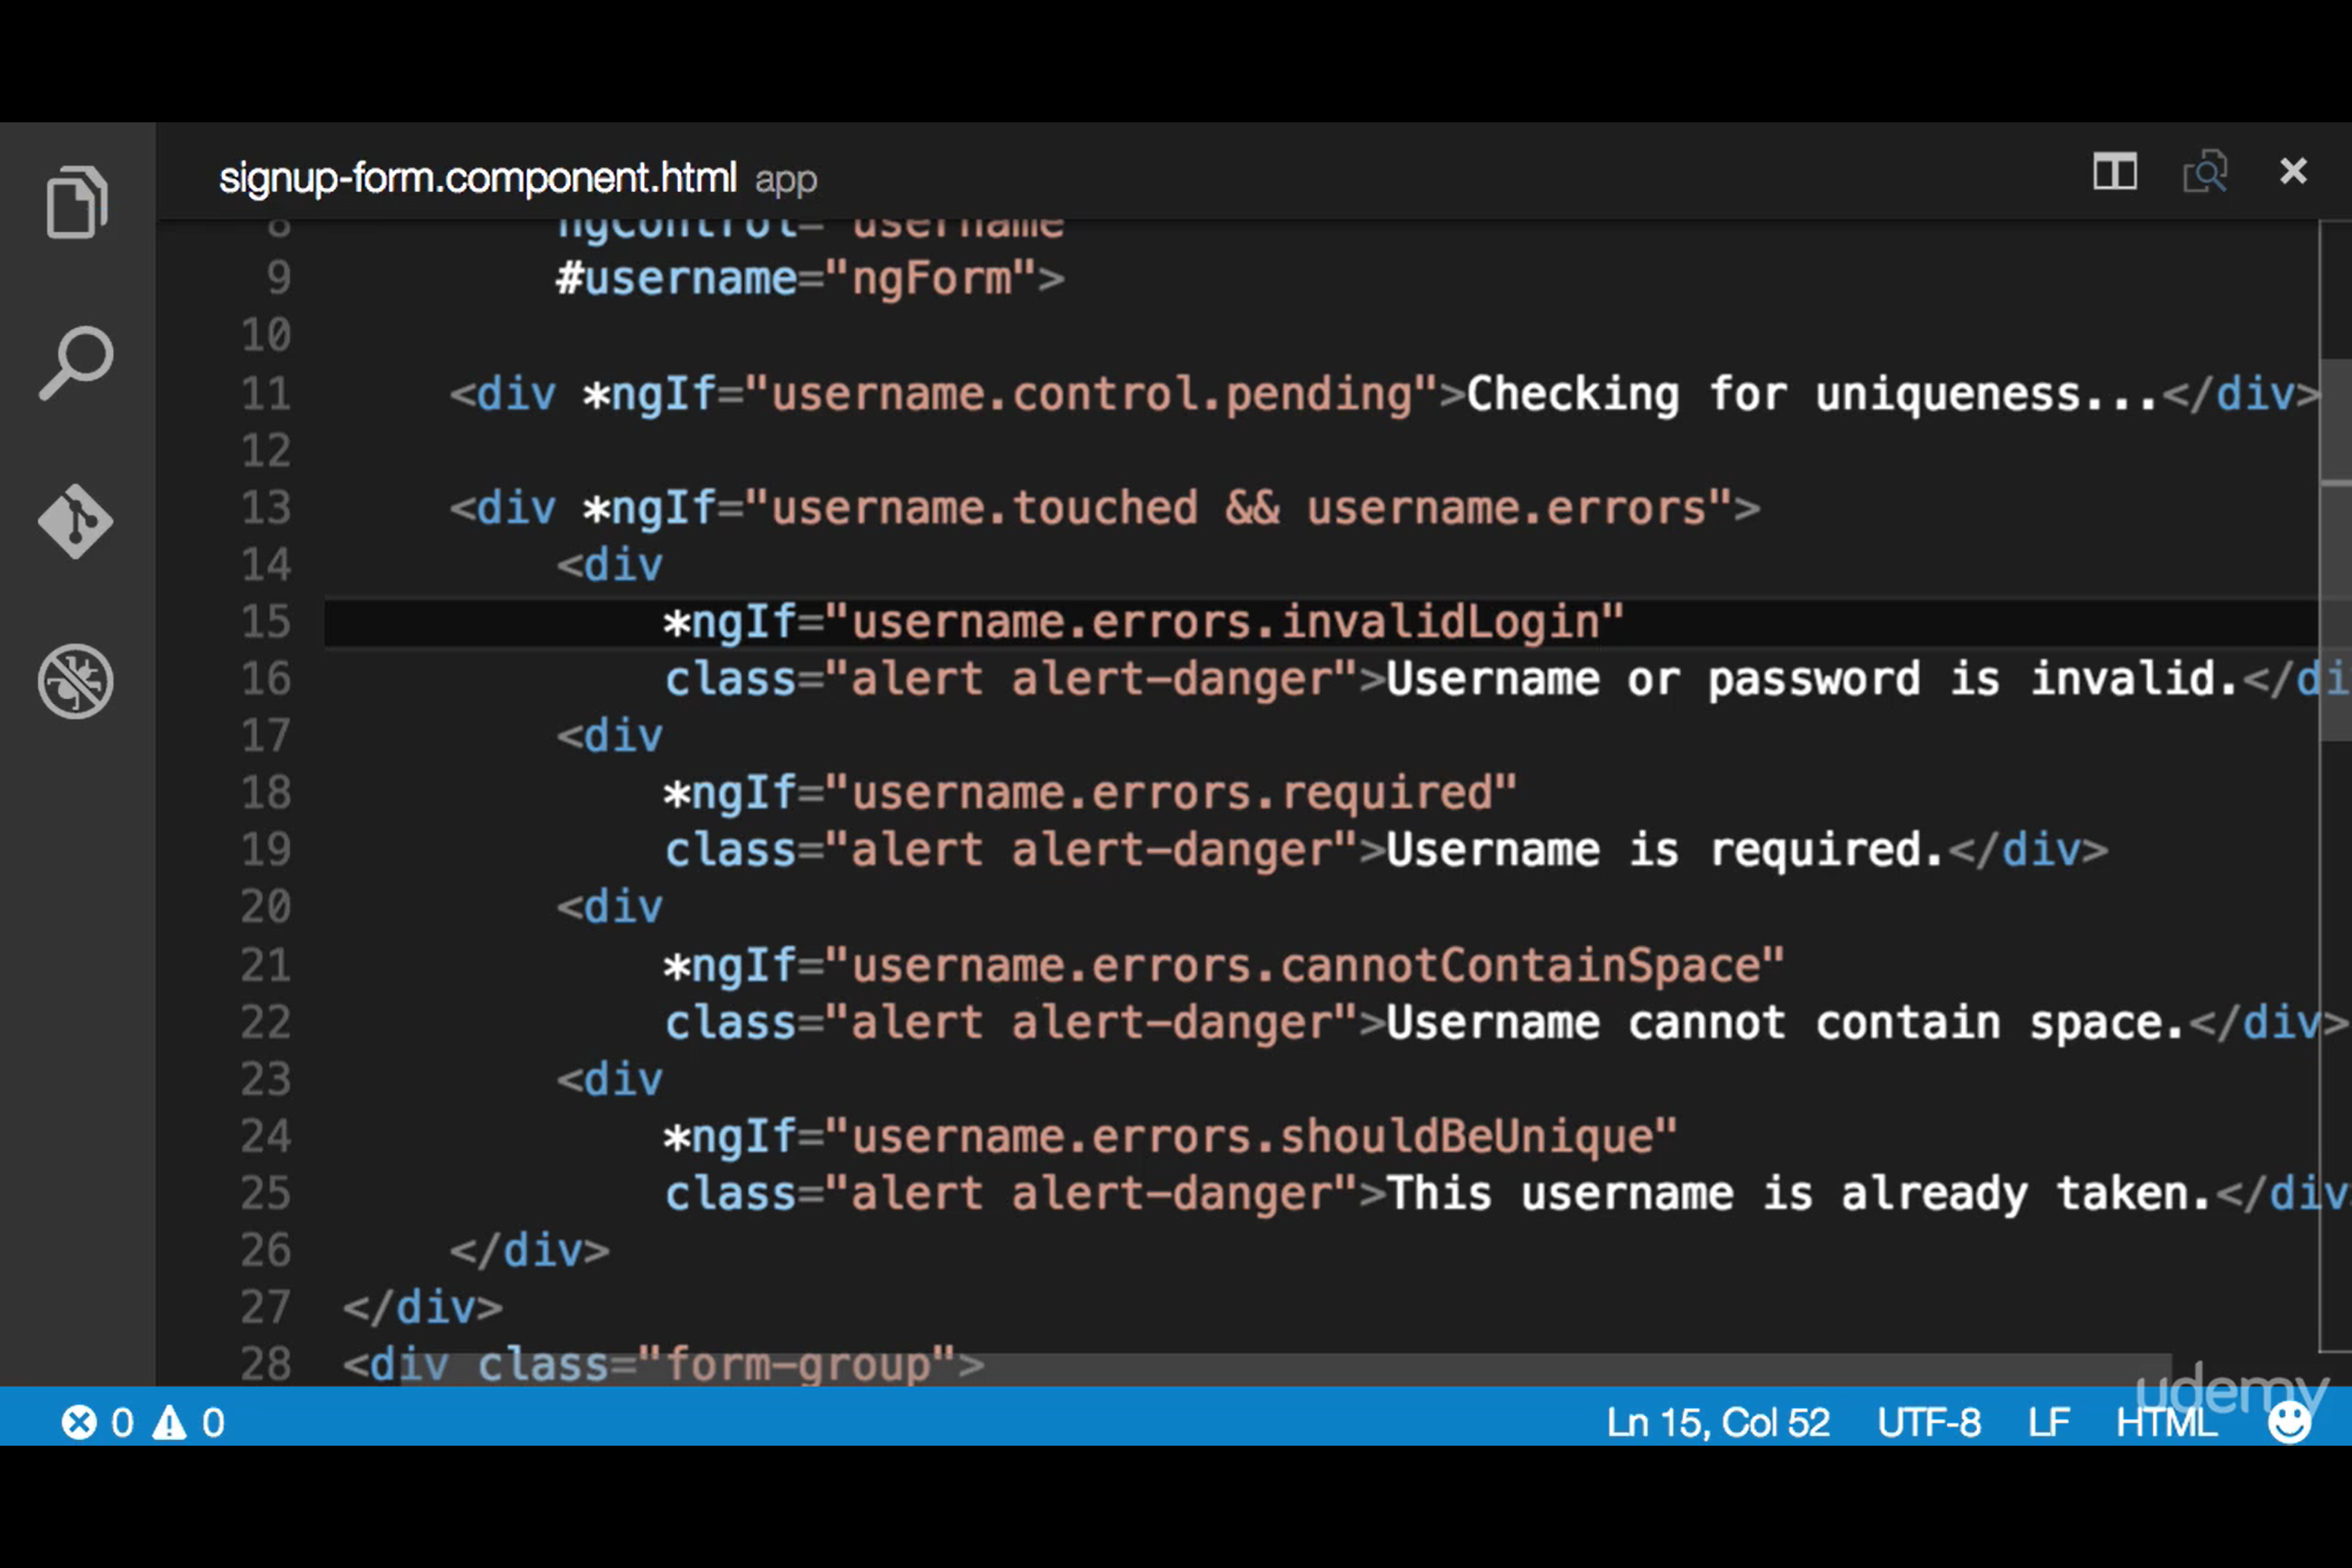 signup-form.component.html app
8 ngControl="username"
9 #username="ngForm">
10
11 <div *ngIf="username.control.pending">Checking for uniqueness...</div>
12
13 <div *ngIf="username.touched && username.errors">
14 <div
15 *ngIf="username.errors.invalidLogin"
16 class="alert alert-danger">Username or password is invalid.</di
17 <div
18 *ngIf="username.errors.required"
19 class="alert alert-danger">Username is required.</div>
20 <div
21 *ngIf="username.errors.cannotContainSpace"
22 class="alert alert-danger">Username cannot contain space.</div>
23 <div
24 *ngIf="username.errors.shouldBeUnique"
25 class="alert alert-danger">This username is already taken.</div
26 </div>
27 </div>
28 <div class="form-group">
udemy
0 0 Ln 15, Col 52 UTF-8 LF HTML